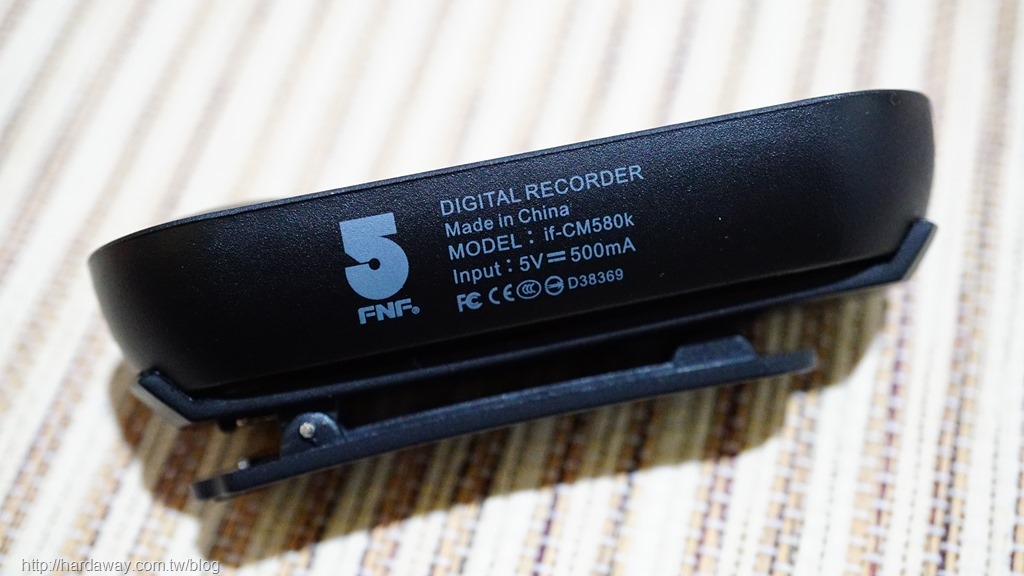 5
FNF®
DIGITAL RECORDER
Made in China
MODEL : if-CM580k
Input : 5V⎓500mA
FC CE CCC D38369
http://hardaway.com.tw/blog